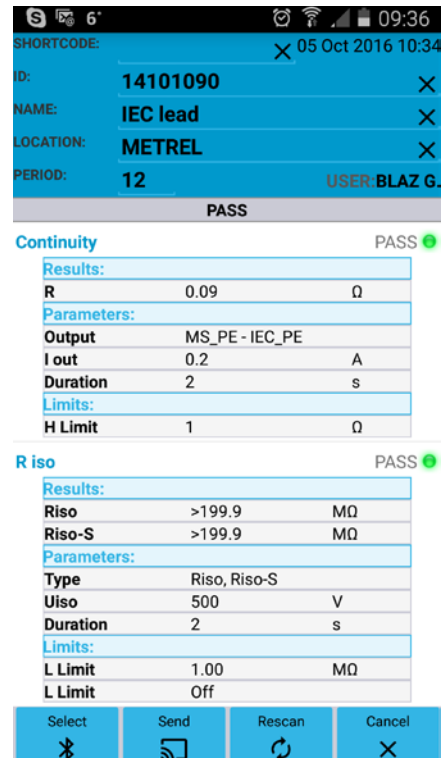 6° 09:36
SHORTCODE: 05 Oct 2016 10:34
ID: 14101090
NAME: IEC lead
LOCATION: METREL
PERIOD: 12 USER:BLAZ G.
PASS
Continuity PASS
Results:
R 0.09 Ω
Parameters:
Output MS_PE - IEC_PE
I out 0.2 A
Duration 2 s
Limits:
H Limit 1 Ω
R iso PASS
Results:
Riso >199.9 MΩ
Riso-S >199.9 MΩ
Parameters:
Type Riso, Riso-S
Uiso 500 V
Duration 2 s
Limits:
L Limit 1.00 MΩ
L Limit Off
Select Send Rescan Cancel